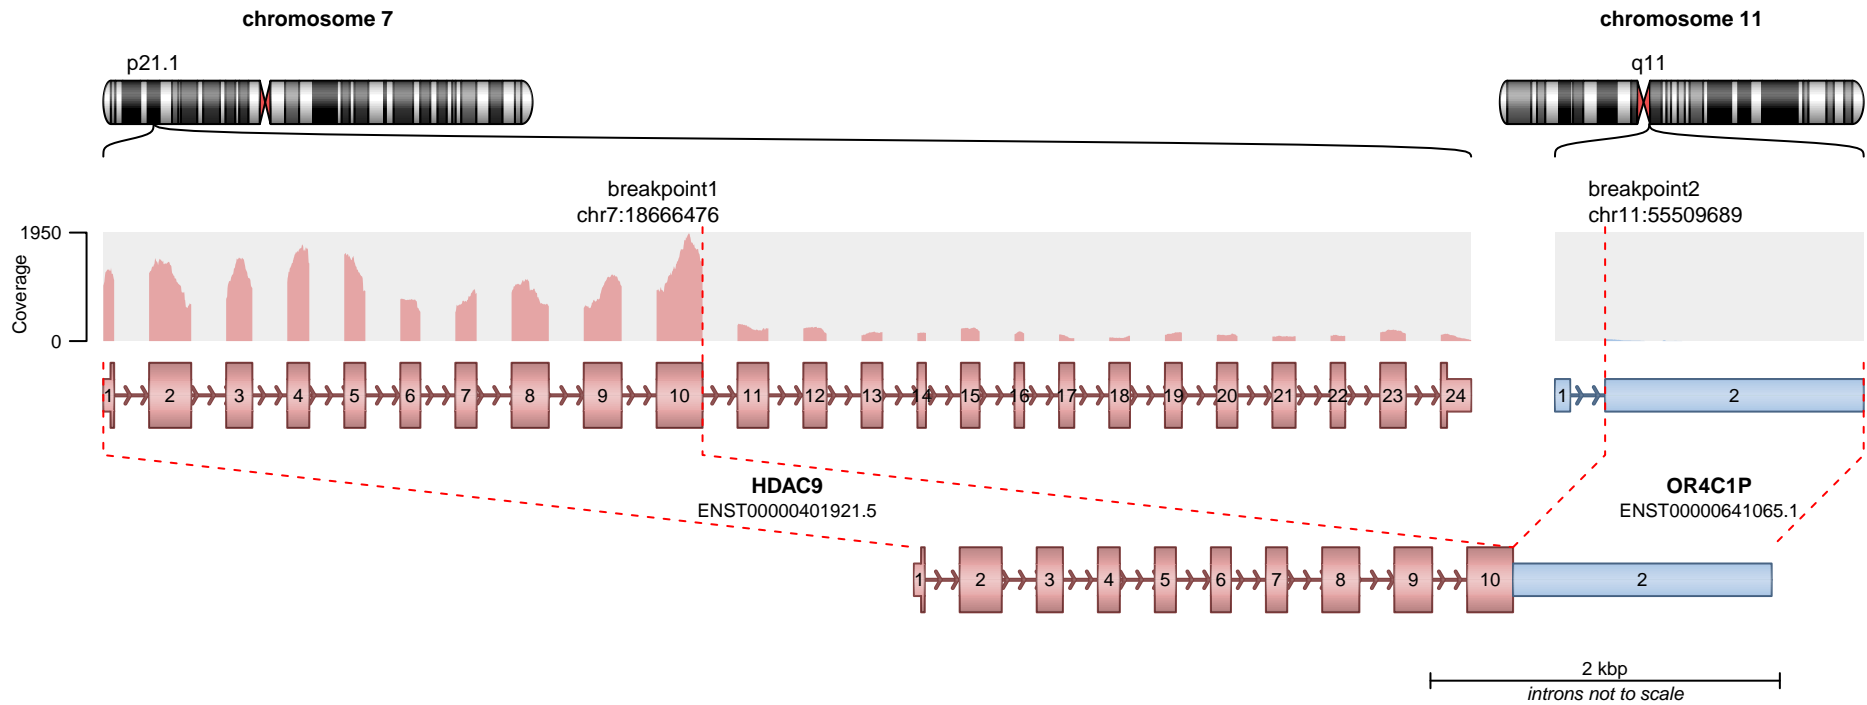 chromosome 7
chromosome 11
p21.1
q11
breakpoint1
chr7:18666476
breakpoint2
chr11:55509689
1950
Coverage
0
1 2 3 4 5 6 7 8 9 10 11 12 13 14 15 16 17 18 19 20 21 22 23 24
1 2
HDAC9
ENST00000401921.5
OR4C1P
ENST00000641065.1
1 2 3 4 5 6 7 8 9 10 2
2 kbp
introns not to scale